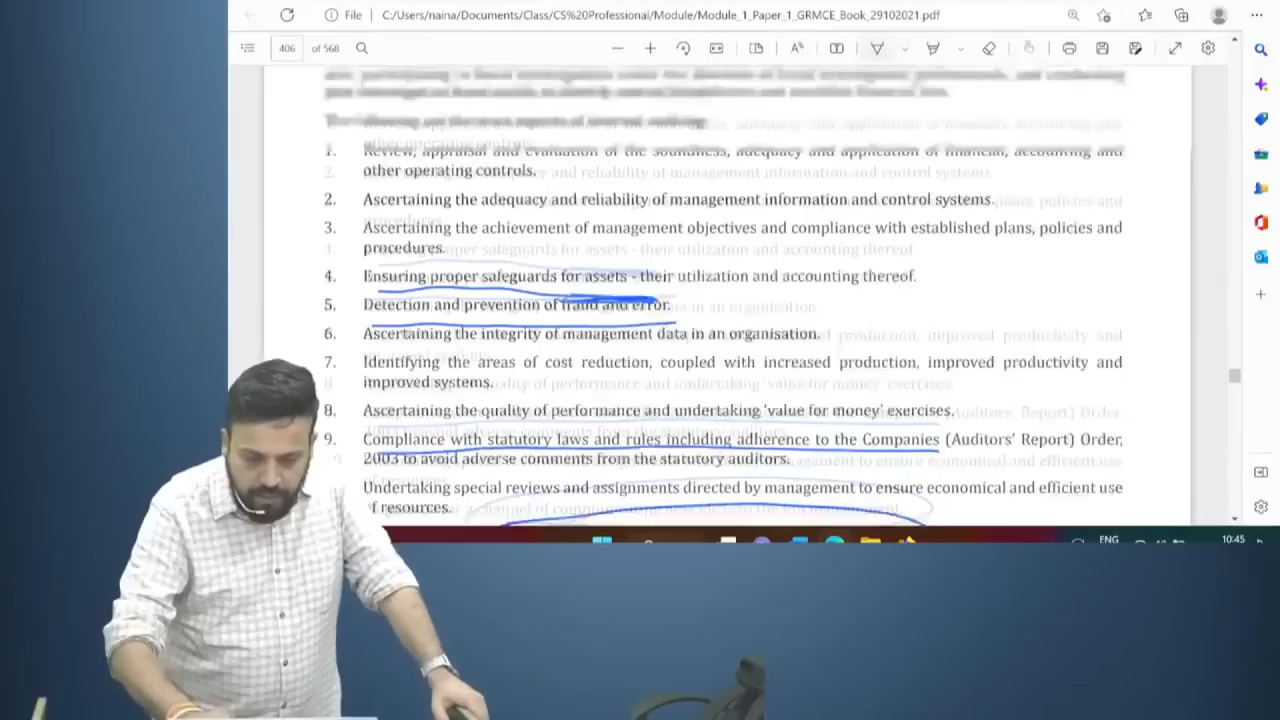 File C:/Users/naina/Documents/Class/CS%20Professional/Module/Module_1_Paper_1_GRMCE_Book_29102021.pdf
406 of 568
1. Review, appraisal and evaluation of the soundness, adequacy and application of financial, accounting and
other operating controls.
2. Ascertaining the adequacy and reliability of management information and control systems.
3. Ascertaining the achievement of management objectives and compliance with established plans, policies and
procedures.
4. Ensuring proper safeguards for assets - their utilization and accounting thereof.
5. Detection and prevention of fraud and error.
6. Ascertaining the integrity of management data in an organisation.
7. Identifying the areas of cost reduction, coupled with increased production, improved productivity and
improved systems.
8. Ascertaining the quality of performance and undertaking 'value for money' exercises.
9. Compliance with statutory laws and rules including adherence to the Companies (Auditors' Report) Order,
2003 to avoid adverse comments from the statutory auditors.
Undertaking special reviews and assignments directed by management to ensure economical and efficient use
f resources.
ENG 10:45